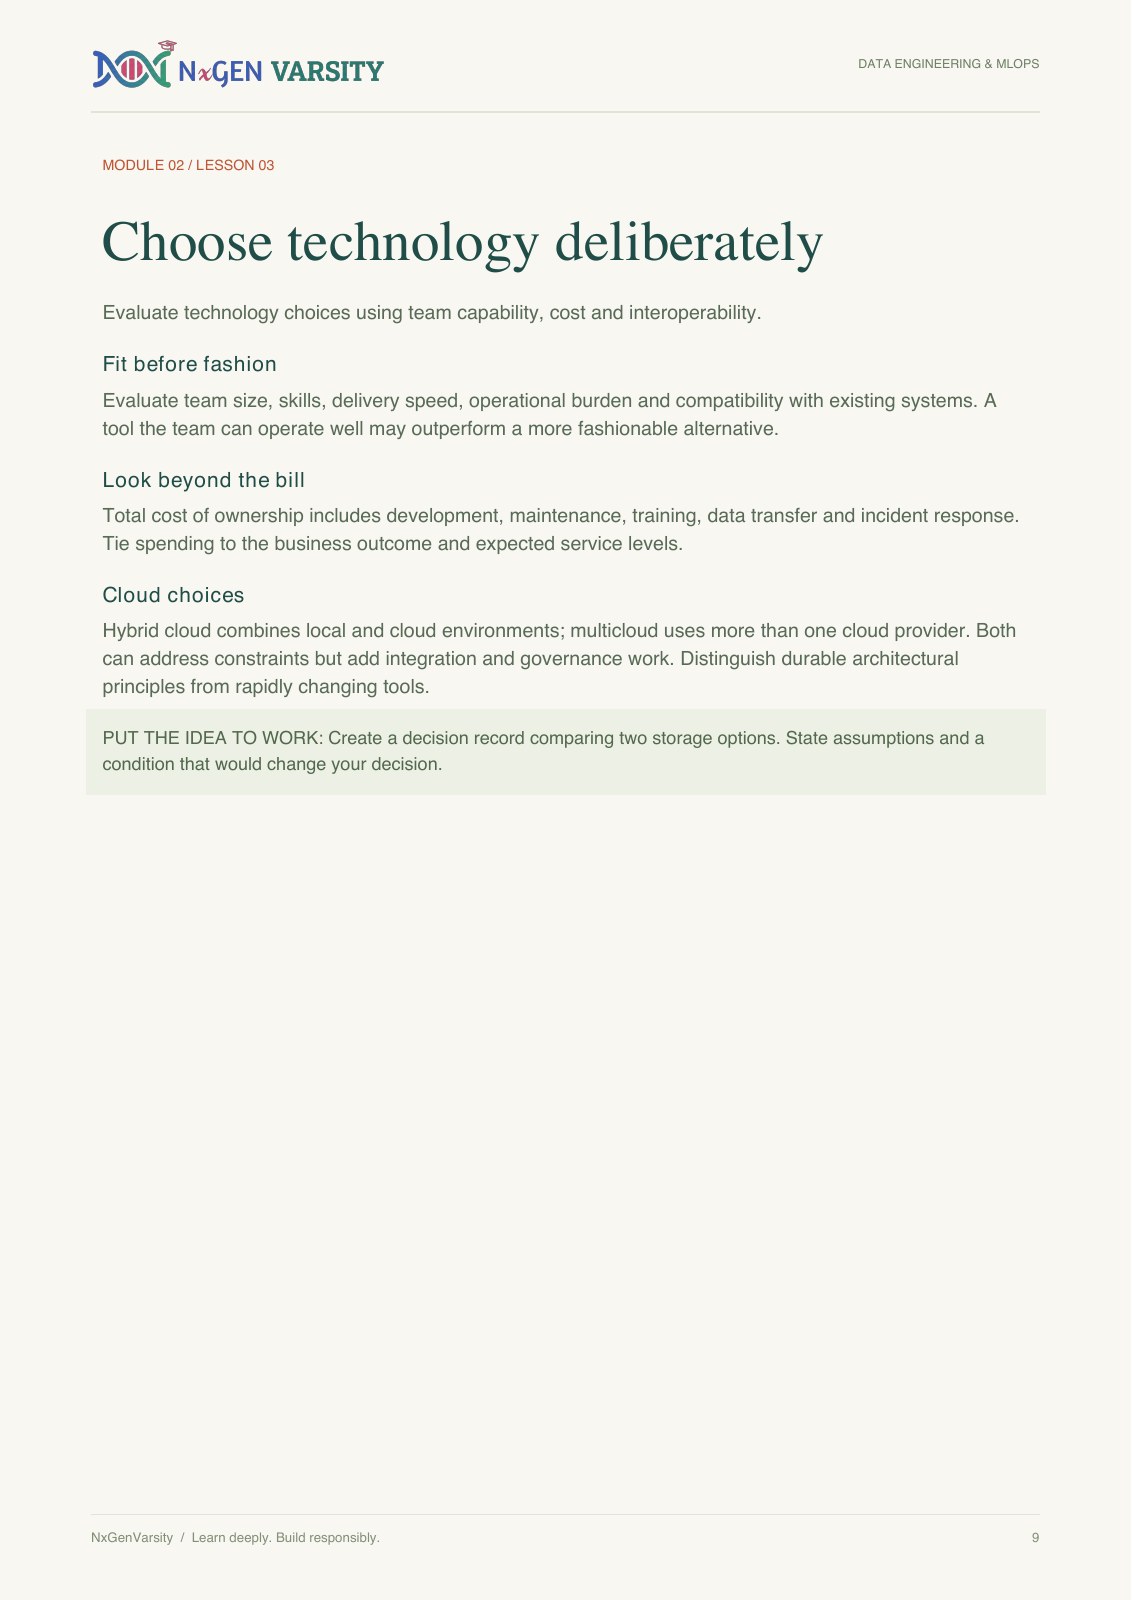 NxGEN VARSITY
DATA ENGINEERING & MLOPS
MODULE 02 / LESSON 03
Choose technology deliberately
Evaluate technology choices using team capability, cost and interoperability.
Fit before fashion
Evaluate team size, skills, delivery speed, operational burden and compatibility with existing systems. A
tool the team can operate well may outperform a more fashionable alternative.
Look beyond the bill
Total cost of ownership includes development, maintenance, training, data transfer and incident response.
Tie spending to the business outcome and expected service levels.
Cloud choices
Hybrid cloud combines local and cloud environments; multicloud uses more than one cloud provider. Both
can address constraints but add integration and governance work. Distinguish durable architectural
principles from rapidly changing tools.
PUT THE IDEA TO WORK: Create a decision record comparing two storage options. State assumptions and a
condition that would change your decision.
NxGenVarsity / Learn deeply. Build responsibly.
9